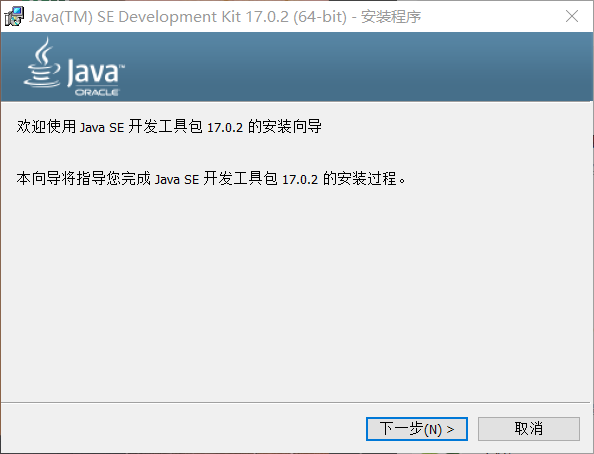 Java(TM) SE Development Kit 17.0.2 (64-bit) - 安装程序
Java™
ORACLE
欢迎使用 Java SE 开发工具包 17.0.2 的安装向导
本向导将指导您完成 Java SE 开发工具包 17.0.2 的安装过程。
下一步(N) >
取消